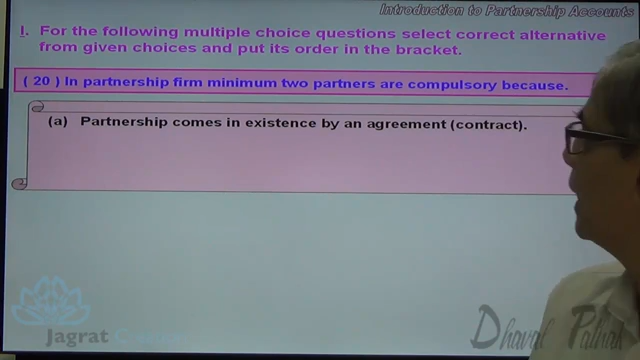 Introduction to Partnership Accounts
I. For the following multiple choice questions select correct alternative
from given choices and put its order in the bracket.
( 20 ) In partnership firm minimum two partners are compulsory because.
(a) Partnership comes in existence by an agreement (contract).
Jagrat Creation
Dhaval Pathak